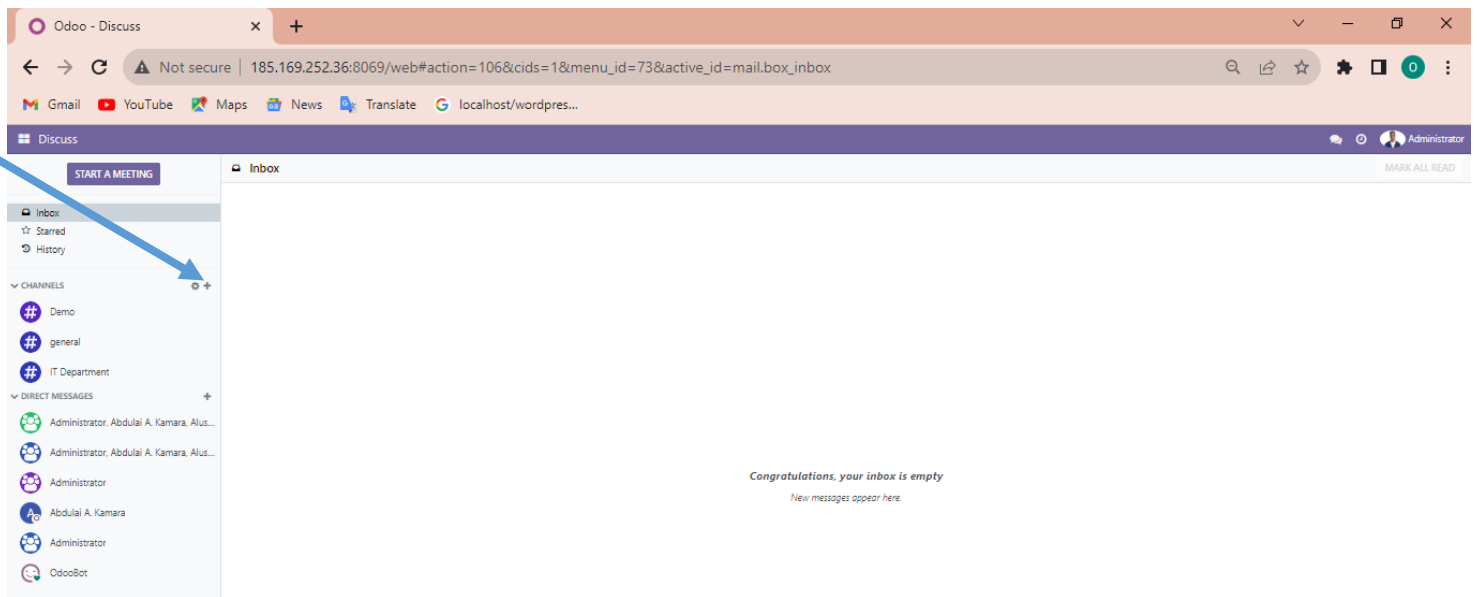 Odoo - Discuss
Not secure | 185.169.252.36:8069/web#action=106&cids=1&menu_id=73&active_id=mail.box_inbox
O
Gmail YouTube Maps News Translate localhost/wordpres...
Discuss Administrator
START A MEETING Inbox MARK ALL READ
Inbox
Starred
History
CHANNELS
# Demo
# general
# IT Department
DIRECT MESSAGES
Administrator, Abdulai A. Kamara, Alus...
Administrator, Abdulai A. Kamara, Alus...
Administrator
A Abdulai A. Kamara
Administrator
OdooBot
Congratulations, your inbox is empty
New messages appear here.